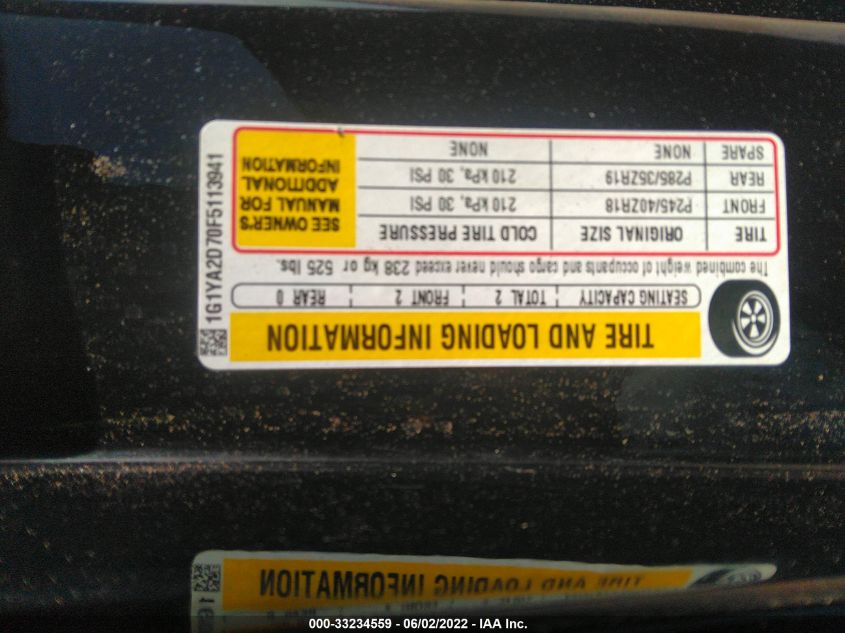 TIRE AND LOADING INFORMATION
SEATING CAPACITY TOTAL 2 FRONT 2 REAR 0
The combined weight of occupants and cargo should never exceed 238 kg or 525 lbs.
TIRE ORIGINAL SIZE COLD TIRE PRESSURE
FRONT P245/40ZR18 210 kPa, 30 PSI
REAR P285/35ZR19 210 kPa, 30 PSI
SPARE NONE NONE
SEE OWNER'S
MANUAL FOR
ADDITIONAL
INFORMATION
1G1YA2D70F5113941
TIRE AND LOADING INFORMATION
000-33234559 - 06/02/2022 - IAA Inc.